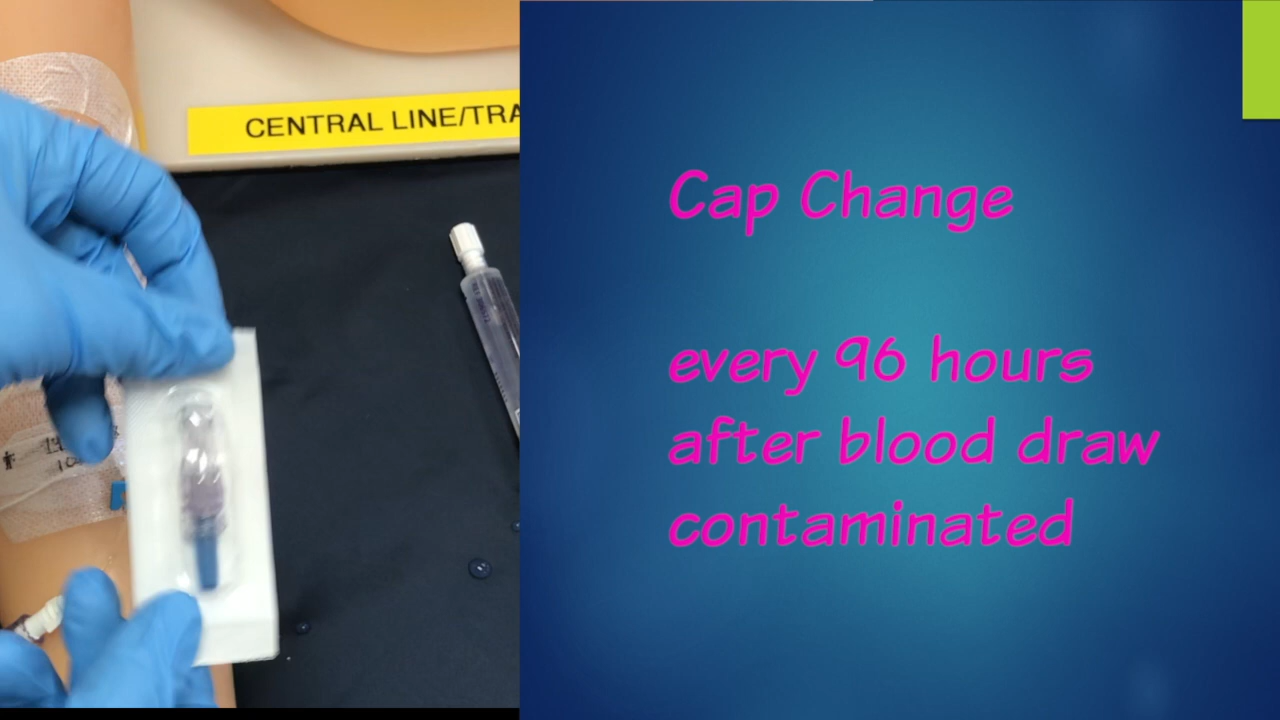 CENTRAL LINE/TRA
Cap Change
every 96 hours
after blood draw
contaminated